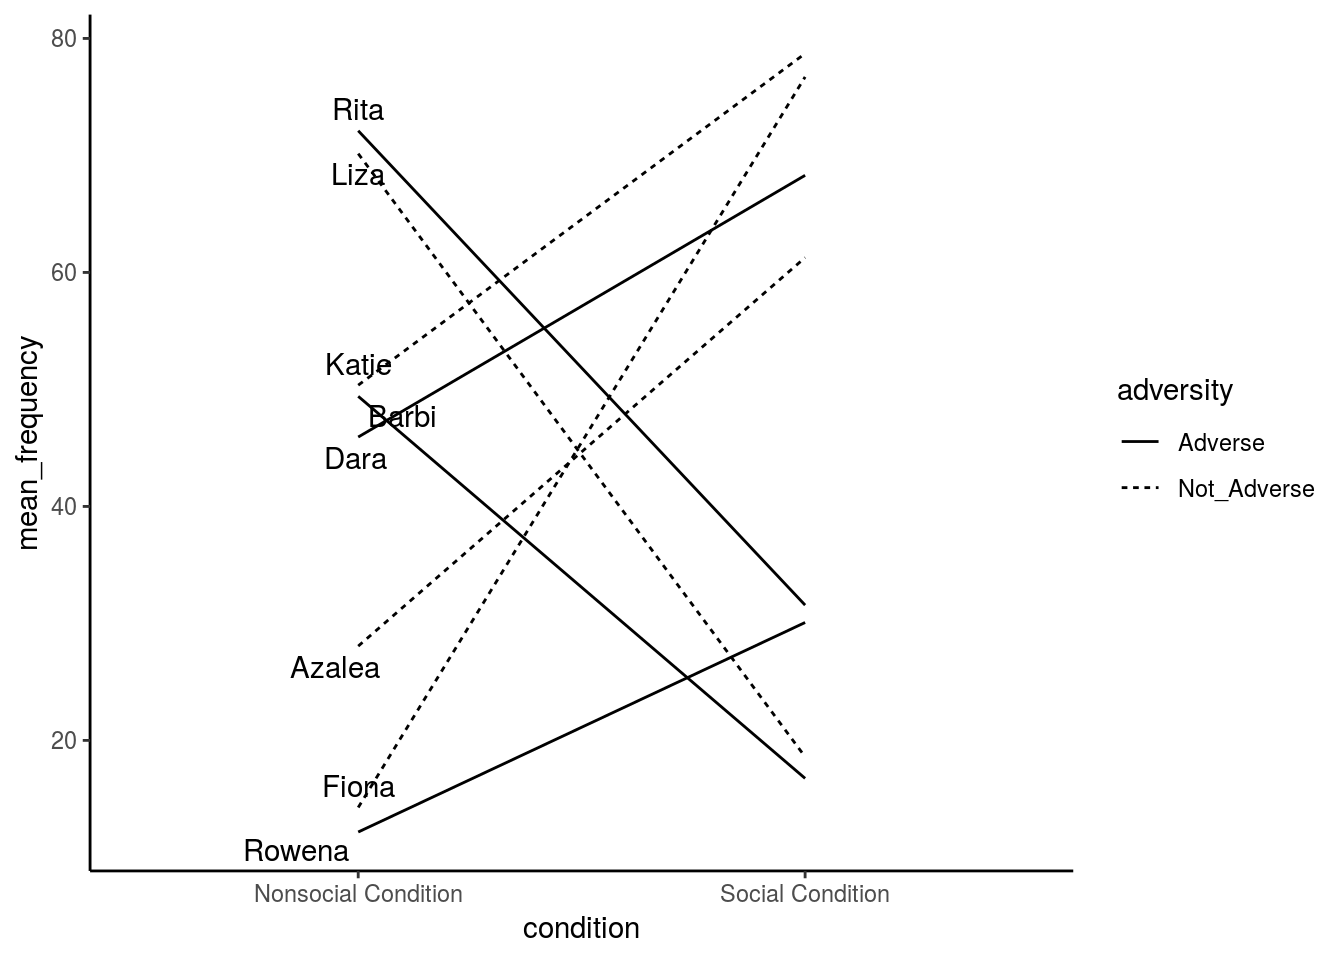 80
60
40
20
mean_frequency
Rita
Liza
Katie
Barbi
Dara
Azalea
Fiona
Rowena
Nonsocial Condition
Social Condition
condition
adversity
Adverse
Not_Adverse